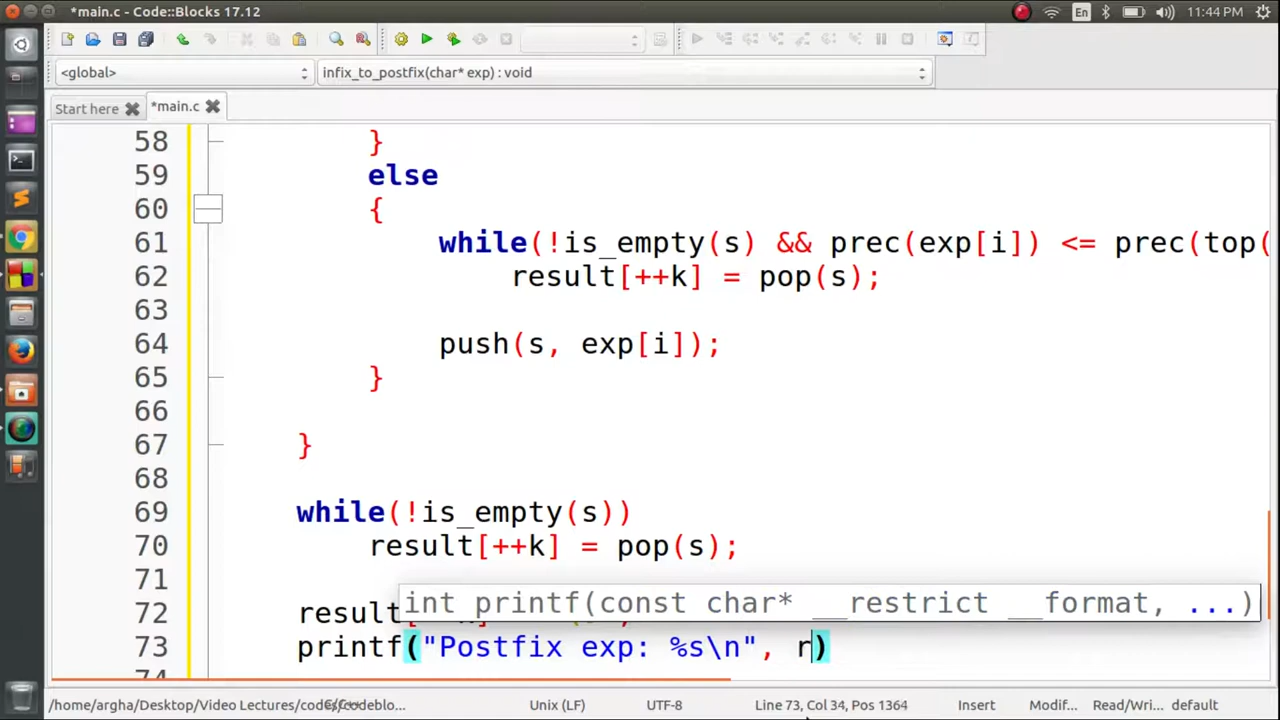 *main.c - Code::Blocks 17.12
En
11:44 PM
<global>
infix_to_postfix(char* exp) : void
Start here
*main.c
58 }
59 else
60 {
61 while(!is_empty(s) && prec(exp[i]) <= prec(top(
62 result[++k] = pop(s);
63
64 push(s, exp[i]);
65 }
66
67 }
68
69 while(!is_empty(s))
70 result[++k] = pop(s);
71
int printf(const char* __restrict __format, ...)
72 result
73 printf("Postfix exp: %s\n", r)
74
/home/argha/Desktop/Video Lectures/codes/Codeblo...
Unix (LF)
UTF-8
Line 73, Col 34, Pos 1364
Insert
Modif...
Read/Wri...
default